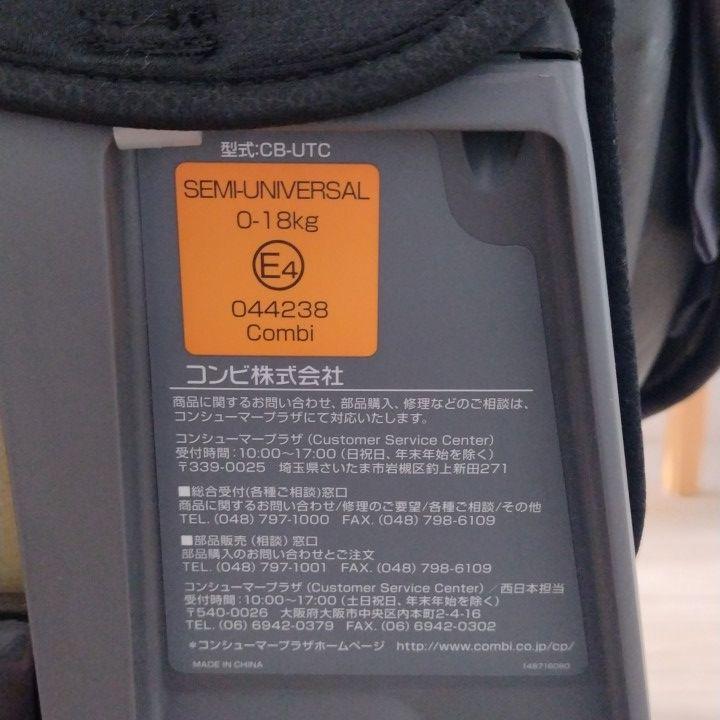 型式:CB-UTC
SEMI-UNIVERSAL
0-18kg
E4
044238
Combi
コンビ株式会社
商品に関するお問い合わせ、部品購入、修理などのご相談は、
コンシューマープラザにて対応いたします。
コンシューマープラザ (Customer Service Center)
受付時間:10:00～17:00 (日祝日、年末年始を除く)
〒339-0025 埼玉県さいたま市岩槻区釣上新田271
■総合受付(各種ご相談)窓口
商品に関するお問い合わせ/修理のご要望/各種ご相談/その他
TEL. (048) 797-1000 FAX. (048) 798-6109
■部品販売 (相談) 窓口
部品購入のお問い合わせとご注文
TEL. (048) 797-1001 FAX. (048) 798-6109
コンシューマープラザ (Customer Service Center) / 西日本担当
受付時間:10:00～17:00 (土日祝日、年末年始を除く)
〒540-0026 大阪府大阪市中央区内本町2-4-16
TEL. (06) 6942-0379 FAX. (06) 6942-0302
*コンシューマープラザホームページ http://www.combi.co.jp/cp/
MADE IN CHINA 148716080